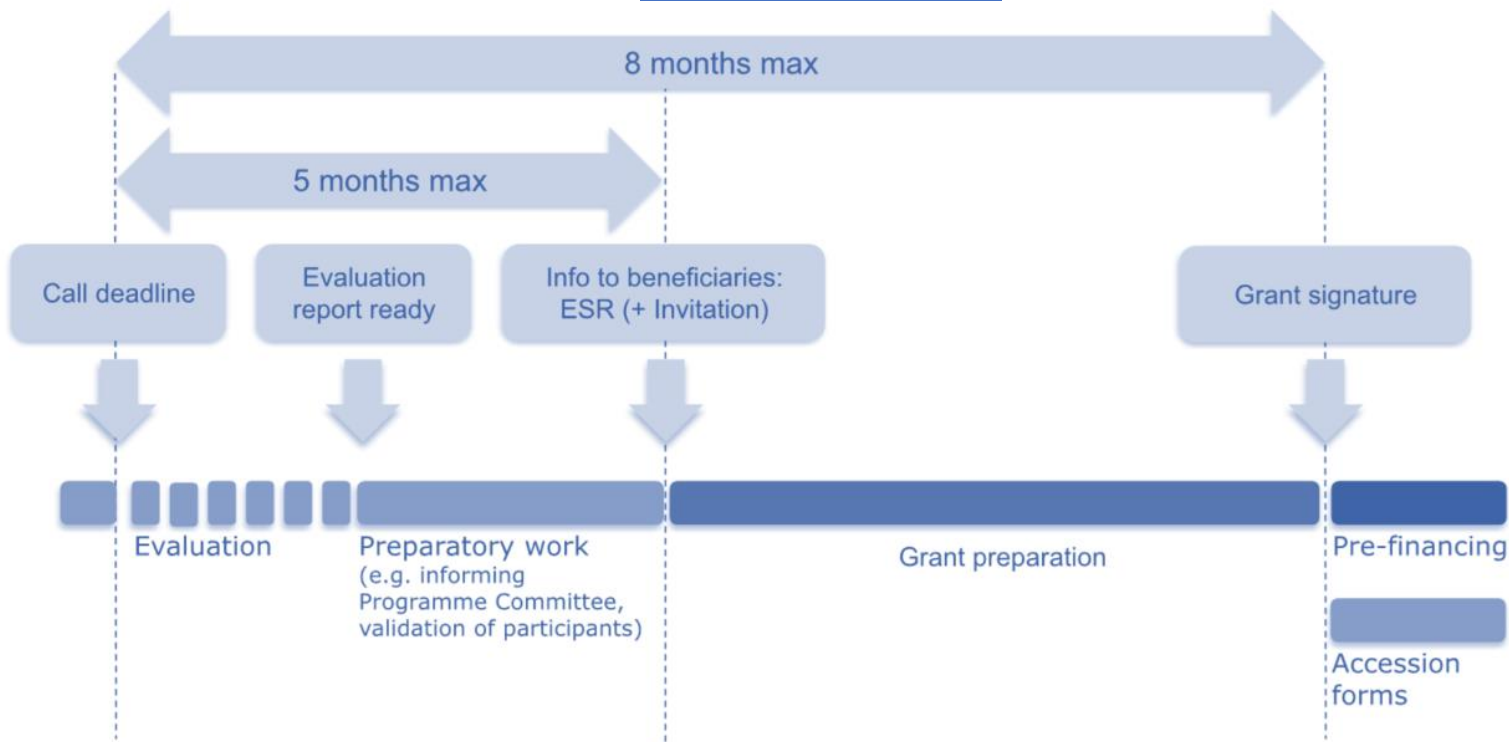 8 months max
5 months max
Call deadline
Evaluation
report ready
Info to beneficiaries:
ESR (+ Invitation)
Grant signature
Evaluation
Preparatory work
(e.g. informing
Programme Committee,
validation of participants)
Grant preparation
Pre-financing
Accession
forms